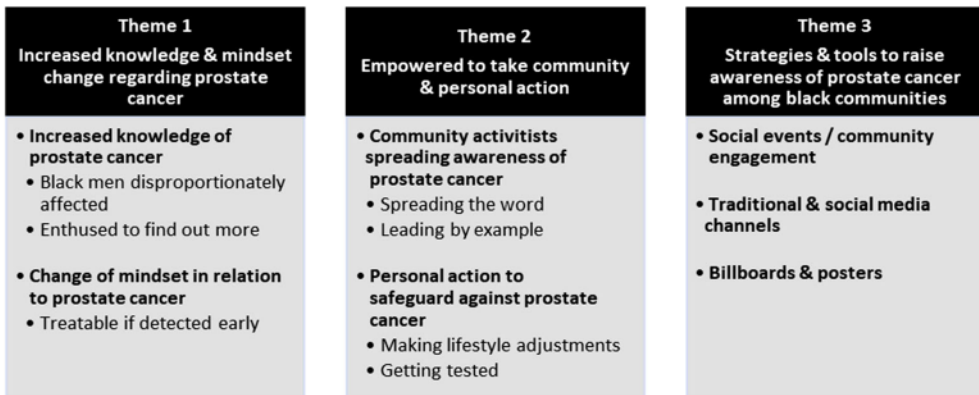 Theme 1
Increased knowledge & mindset
change regarding prostate
cancer
• Increased knowledge of
prostate cancer
• Black men disproportionately
affected
• Enthused to find out more
• Change of mindset in relation
to prostate cancer
• Treatable if detected early
Theme 2
Empowered to take community
& personal action
• Community activitists
spreading awareness of
prostate cancer
• Spreading the word
• Leading by example
• Personal action to
safeguard against prostate
cancer
• Making lifestyle adjustments
• Getting tested
Theme 3
Strategies & tools to raise
awareness of prostate cancer
among black communities
• Social events / community
engagement
• Traditional & social media
channels
• Billboards & posters